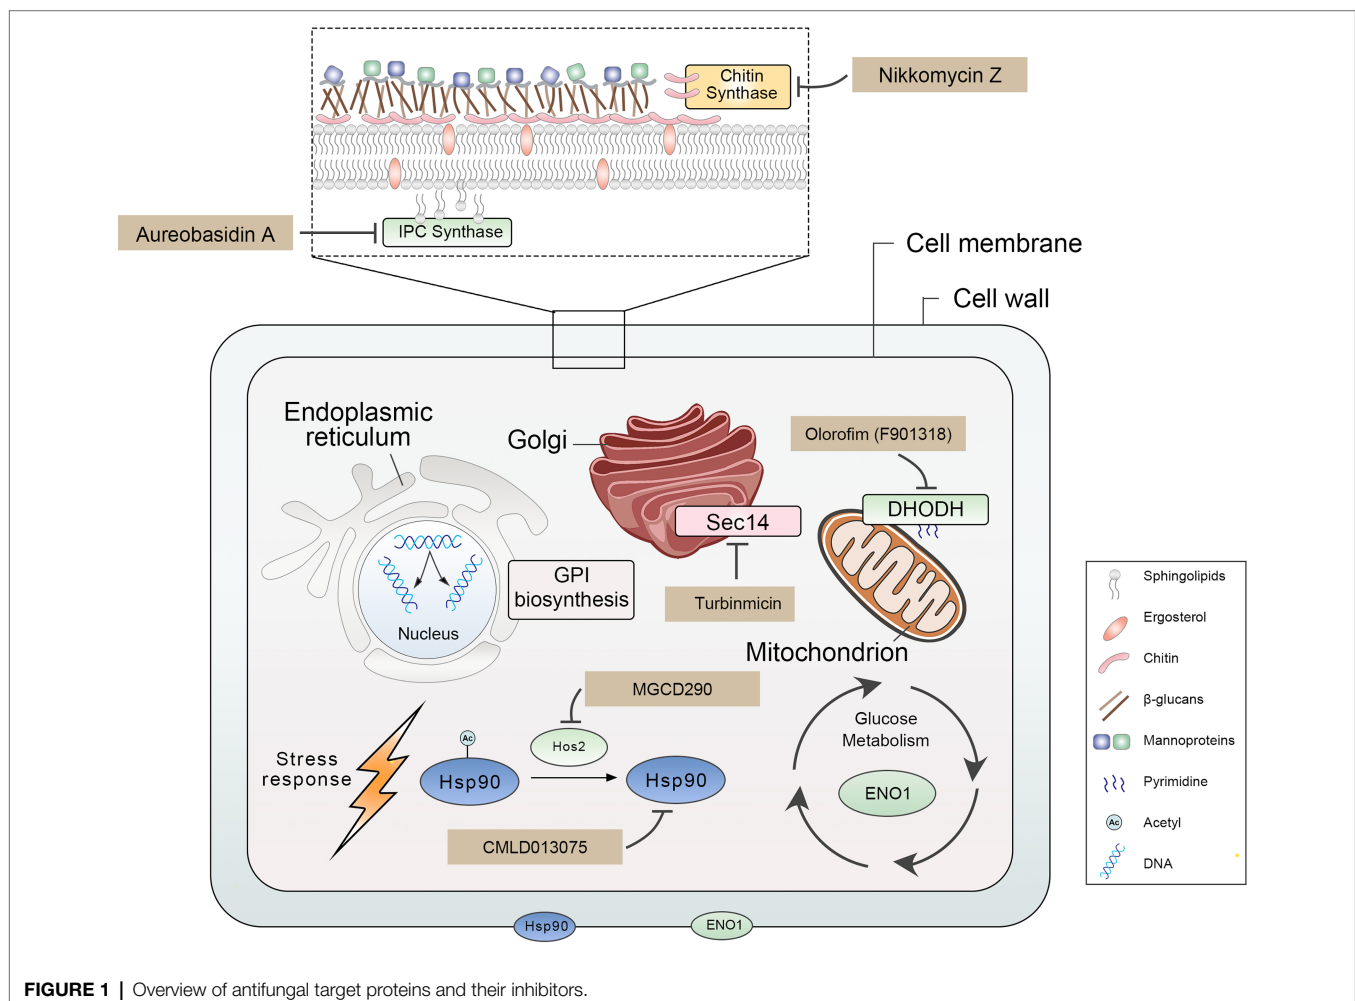 Chitin
Synthase
Nikkomycin Z
Aureobasidin A
IPC Synthase
Cell membrane
Cell wall
Endoplasmic
reticulum
Golgi
Olorofim (F901318)
DHODH
Sec14
GPI
biosynthesis
Nucleus
Turbinmicin
Mitochondrion
MGCD290
Hos2
Ac
Stress
response
Hsp90
Hsp90
CMLD013075
Glucose
Metabolism
ENO1
Hsp90
ENO1
Sphingolipids
Ergosterol
Chitin
β-glucans
Mannoproteins
Pyrimidine
Ac
Acetyl
DNA
FIGURE 1 | Overview of antifungal target proteins and their inhibitors.